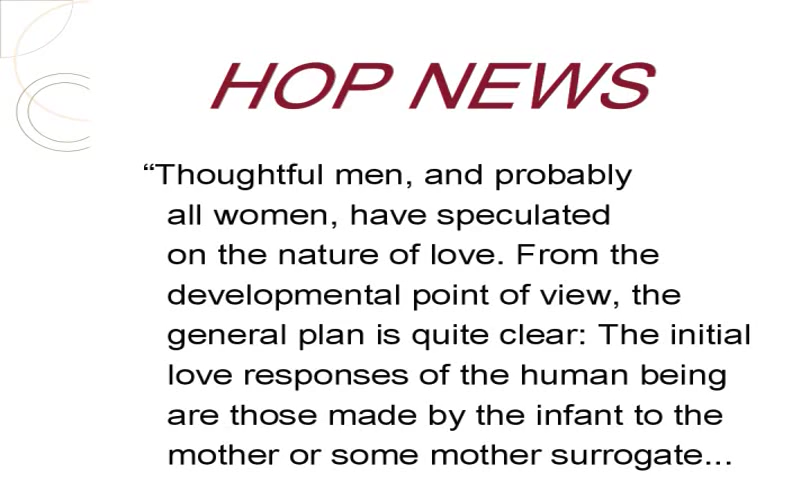 HOP NEWS
“Thoughtful men, and probably
all women, have speculated
on the nature of love. From the
developmental point of view, the
general plan is quite clear: The initial
love responses of the human being
are those made by the infant to the
mother or some mother surrogate...